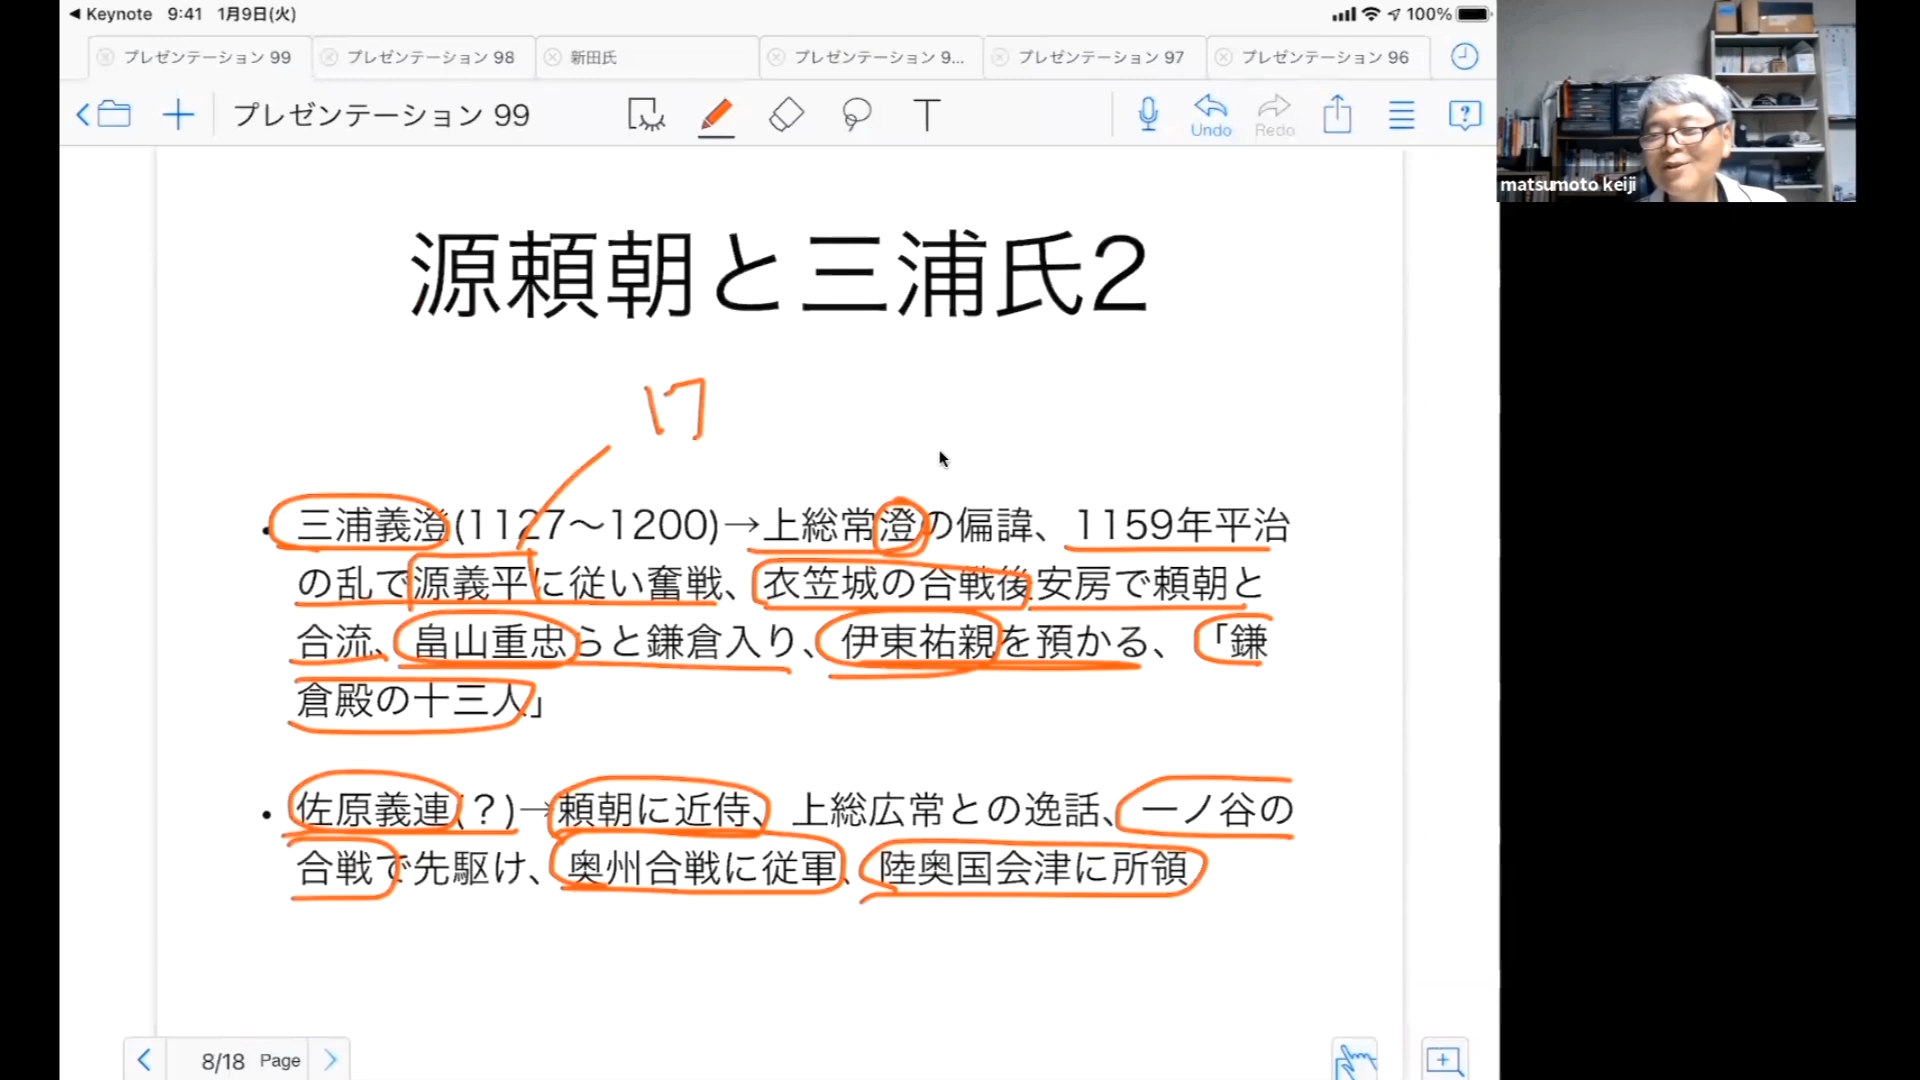 Keynote 9:41 1月9日(火)
100%
プレゼンテーション 99 プレゼンテーション 98 新田氏 プレゼンテーション 9... プレゼンテーション 97 プレゼンテーション 96
プレゼンテーション 99
T
Undo Redo
matsumoto keiji
源頼朝と三浦氏2
17
• 三浦義澄(1127〜1200)→上総常澄の偏諱、1159年平治
の乱で源義平に従い奮戦、衣笠城の合戦後安房で頼朝と
合流、畠山重忠らと鎌倉入り、伊東祐親を預かる、「鎌
倉殿の十三人」
• 佐原義連(？)→頼朝に近侍、上総広常との逸話、一ノ谷の
合戦で先駆け、奥州合戦に従軍、陸奥国会津に所領
8/18 Page